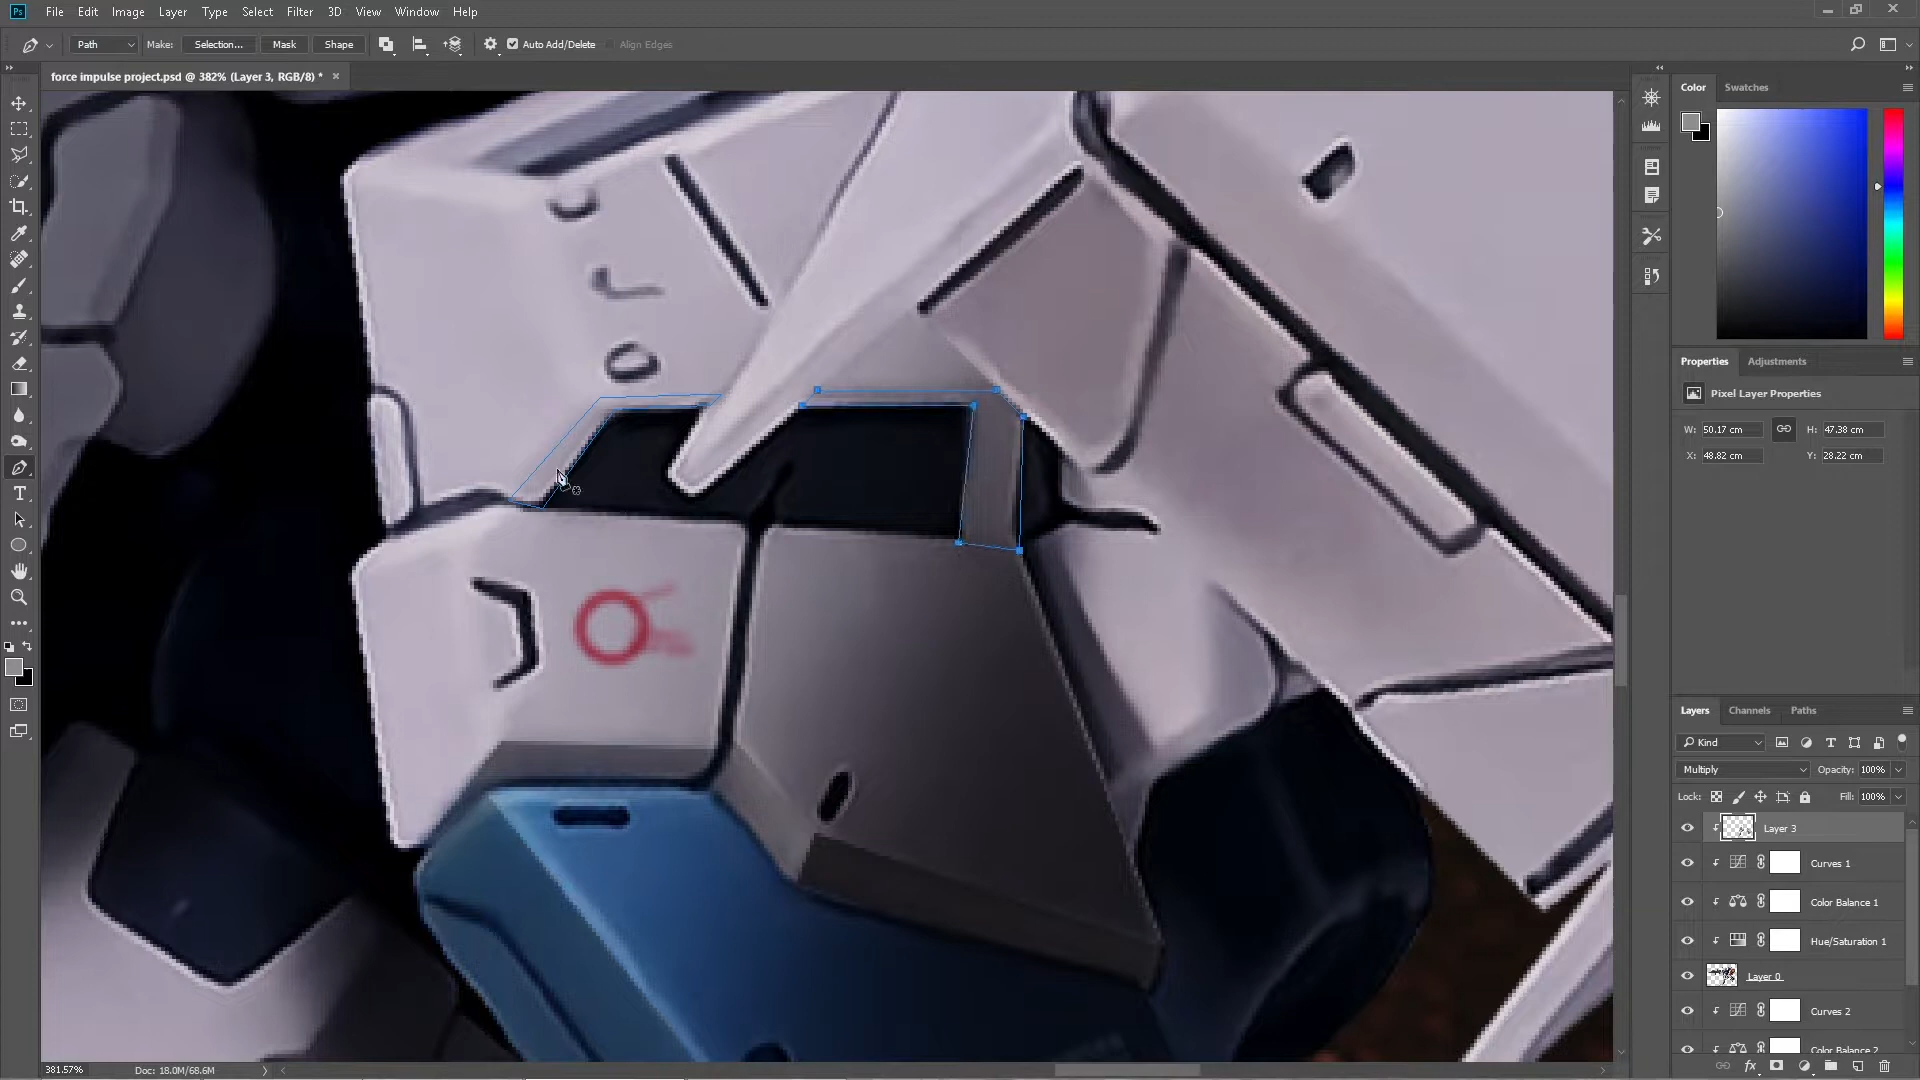 Ps File Edit Image Layer Type Select Filter 3D View Window Help
Path Make: Selection... Mask Shape Auto Add/Delete Align Edges
force impulse project.psd @ 382% (Layer 3, RGB/8) *
Color Swatches
Properties Adjustments
Pixel Layer Properties
W: 50.17 cm H: 47.38 cm
X: 48.82 cm Y: 28.22 cm
Layers Channels Paths
Kind
Multiply Opacity: 100%
Lock: Fill: 100%
Layer 3
Curves 1
Color Balance 1
Hue/Saturation 1
Layer 0
Curves 2
Color Balance 2
381.57% Doc: 18.0M/68.6M